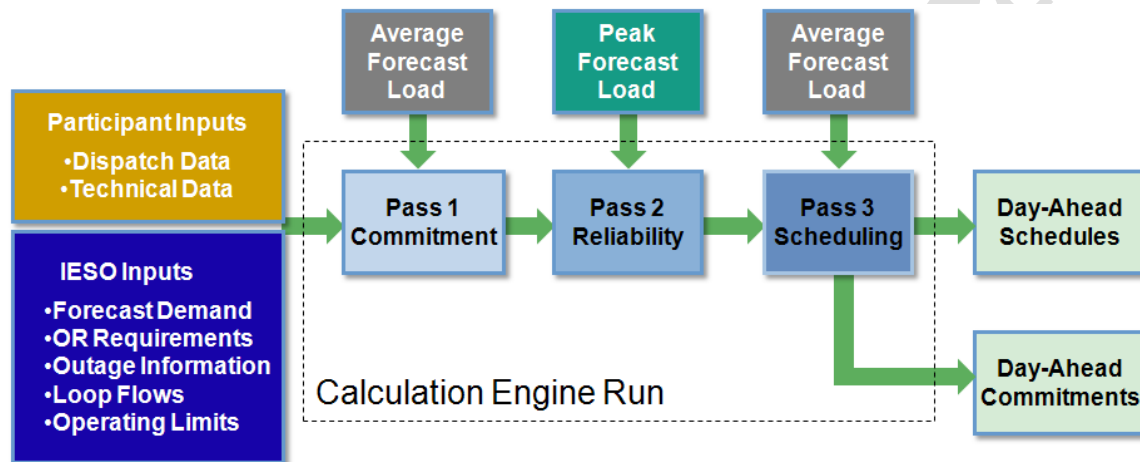 Average
Forecast
Load
Peak
Forecast
Load
Average
Forecast
Load
Participant Inputs
•Dispatch Data
•Technical Data
Pass 1
Commitment
Pass 2
Reliability
Pass 3
Scheduling
Day-Ahead
Schedules
IESO Inputs
•Forecast Demand
•OR Requirements
•Outage Information
•Loop Flows
•Operating Limits
Calculation Engine Run
Day-Ahead
Commitments